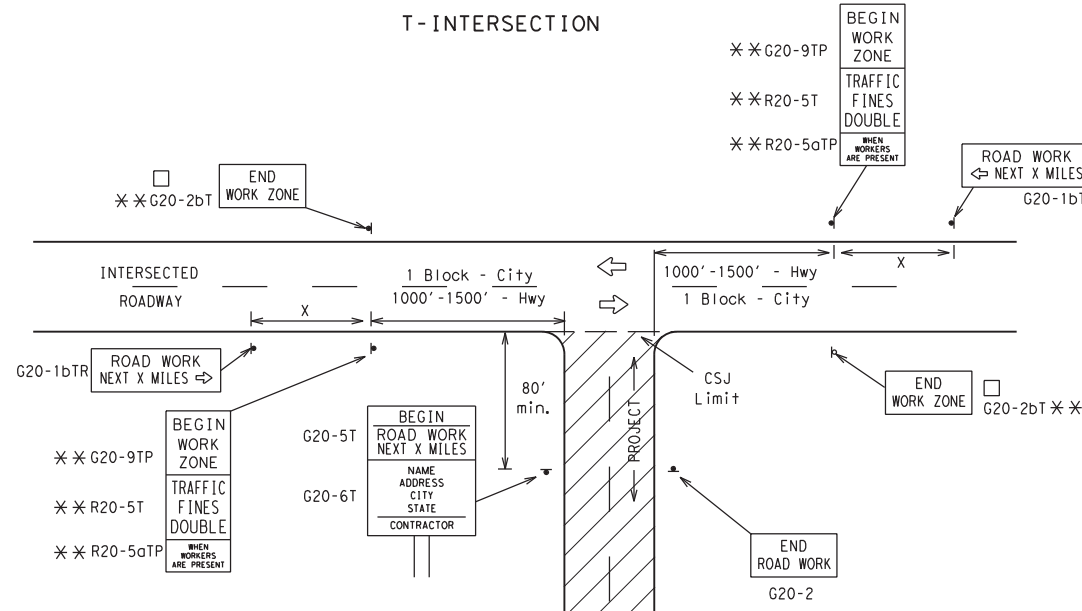 T-INTERSECTION
BEGIN
WORK
ZONE
TRAFFIC
FINES
DOUBLE
WHEN
WORKERS
ARE PRESENT
✳✳G20-9TP
✳✳R20-5T
✳✳R20-5aTP
ROAD WORK
⇦ NEXT X MILES
G20-1bT
□
✳✳G20-2bT
END
WORK ZONE
INTERSECTED
ROADWAY
1 Block - City
1000'-1500' - Hwy
X
1000'-1500' - Hwy
1 Block - City
X
G20-1bTR
ROAD WORK
NEXT X MILES ⇨
80'
min.
CSJ
Limit
PROJECT
END
WORK ZONE
□
G20-2bT✳✳
✳✳G20-9TP
✳✳R20-5T
✳✳R20-5aTP
BEGIN
WORK
ZONE
TRAFFIC
FINES
DOUBLE
WHEN
WORKERS
ARE PRESENT
G20-5T
G20-6T
BEGIN
ROAD WORK
NEXT X MILES
NAME
ADDRESS
CITY
STATE
CONTRACTOR
END
ROAD WORK
G20-2